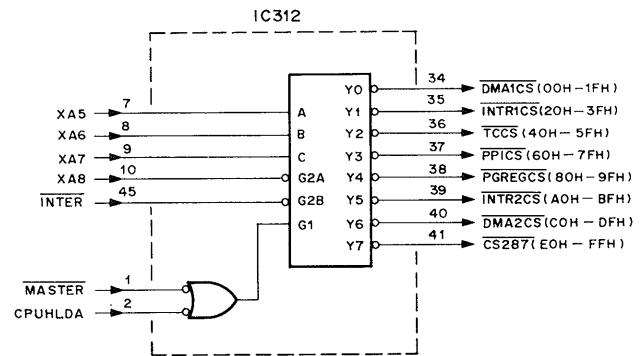 IC312
XA5 7 A
XA6 8 B
XA7 9 C
XA8 10 G2A
INTER 45 G2B
G1
MASTER 1
CPUHLDA 2
Y0 34 DMA1CS (00H-1FH)
Y1 35 INTR1CS(20H-3FH)
Y2 36 TCCS (40H-5FH)
Y3 37 PPICS (60H-7FH)
Y4 38 PGREGCS (80H-9FH)
Y5 39 INTR2CS (A0H-BFH)
Y6 40 DMA2CS (C0H-DFH)
Y7 41 CS287 (E0H-FFH)